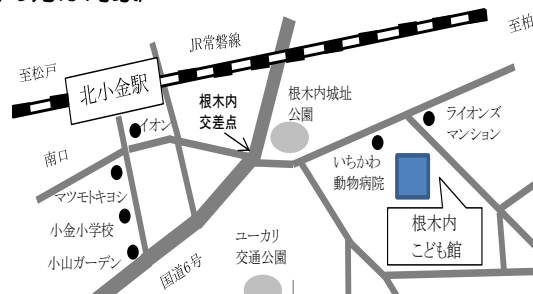 JR常磐線
至松戸
北小金駅
根木内
交差点
根木内城址
公園
ライオンズ
マンション
イオン
南口
いちかわ
動物病院
マツモトキヨシ
小金小学校
小山ガーデン
ユーカリ
交通公園
国道6号
根木内
こども館